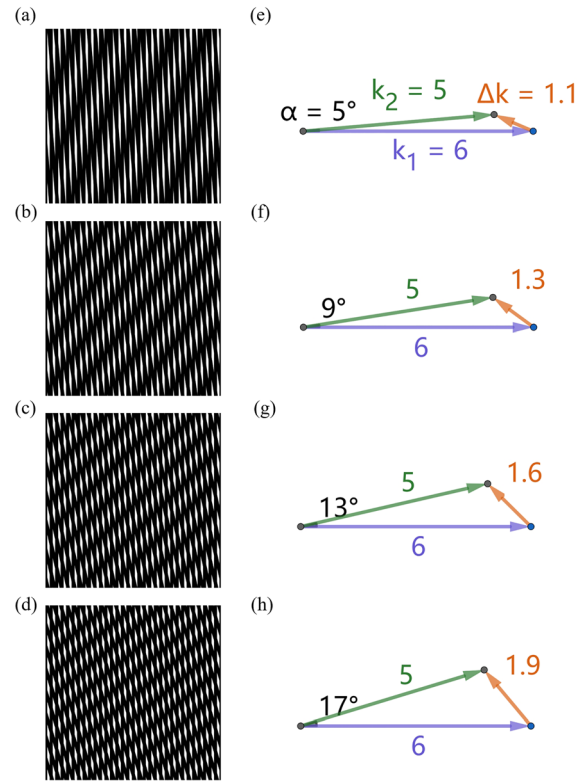 (a)
(e)
α = 5°
k₂ = 5
Δk = 1.1
k₁ = 6
(b)
(f)
9°
5
1.3
6
(c)
(g)
13°
5
1.6
6
(d)
(h)
17°
5
1.9
6